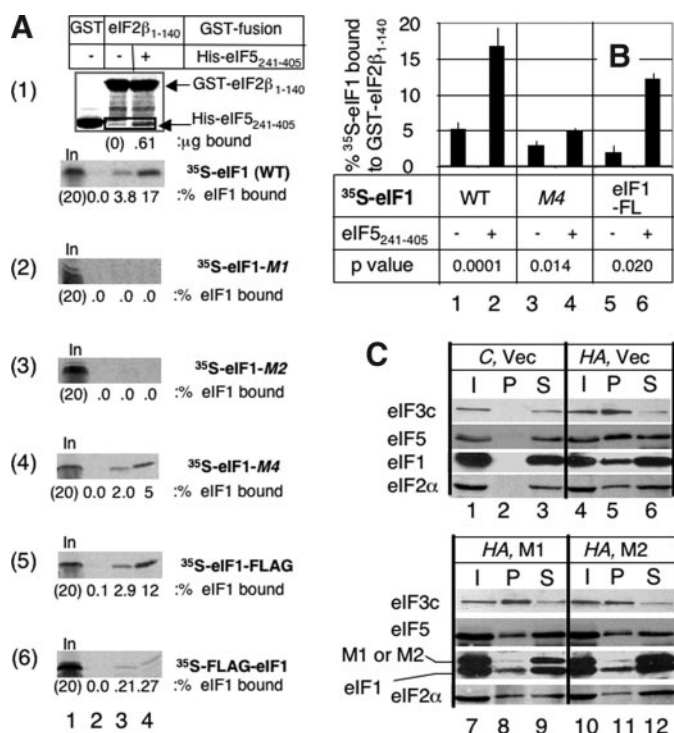 A
GST eIF2β1-140 GST-fusion
- - + His-eIF5241-405
(1)
GST-eIF2β1-140
His-eIF5241-405
(0) .61 :µg bound
In
35S-eIF1 (WT)
(20) 0.0 3.8 17 :% eIF1 bound
(2)
In
35S-eIF1-M1
(20) .0 .0 .0 :% eIF1 bound
(3)
In
35S-eIF1-M2
(20) .0 .0 .0 :% eIF1 bound
(4)
In
35S-eIF1-M4
(20) 0.0 2.0 5 :% eIF1 bound
(5)
In
35S-eIF1-FLAG
(20) 0.1 2.9 12 :% eIF1 bound
(6)
In
35S-FLAG-eIF1
(20) 0.0 .21 .27 :% eIF1 bound
1 2 3 4
B
% 35S-eIF1 bound
to GST-eIF2β1-140
20
15
10
5
0
35S-eIF1 WT M4 eIF1
-FL
eIF5241-405 - + - + - +
p value 0.0001 0.014 0.020
1 2 3 4 5 6
C
C, Vec HA, Vec
I P S I P S
eIF3c
eIF5
eIF1
eIF2α
1 2 3 4 5 6
HA, M1 HA, M2
I P S I P S
eIF3c
eIF5
M1 or M2
eIF1
eIF2α
7 8 9 10 11 12